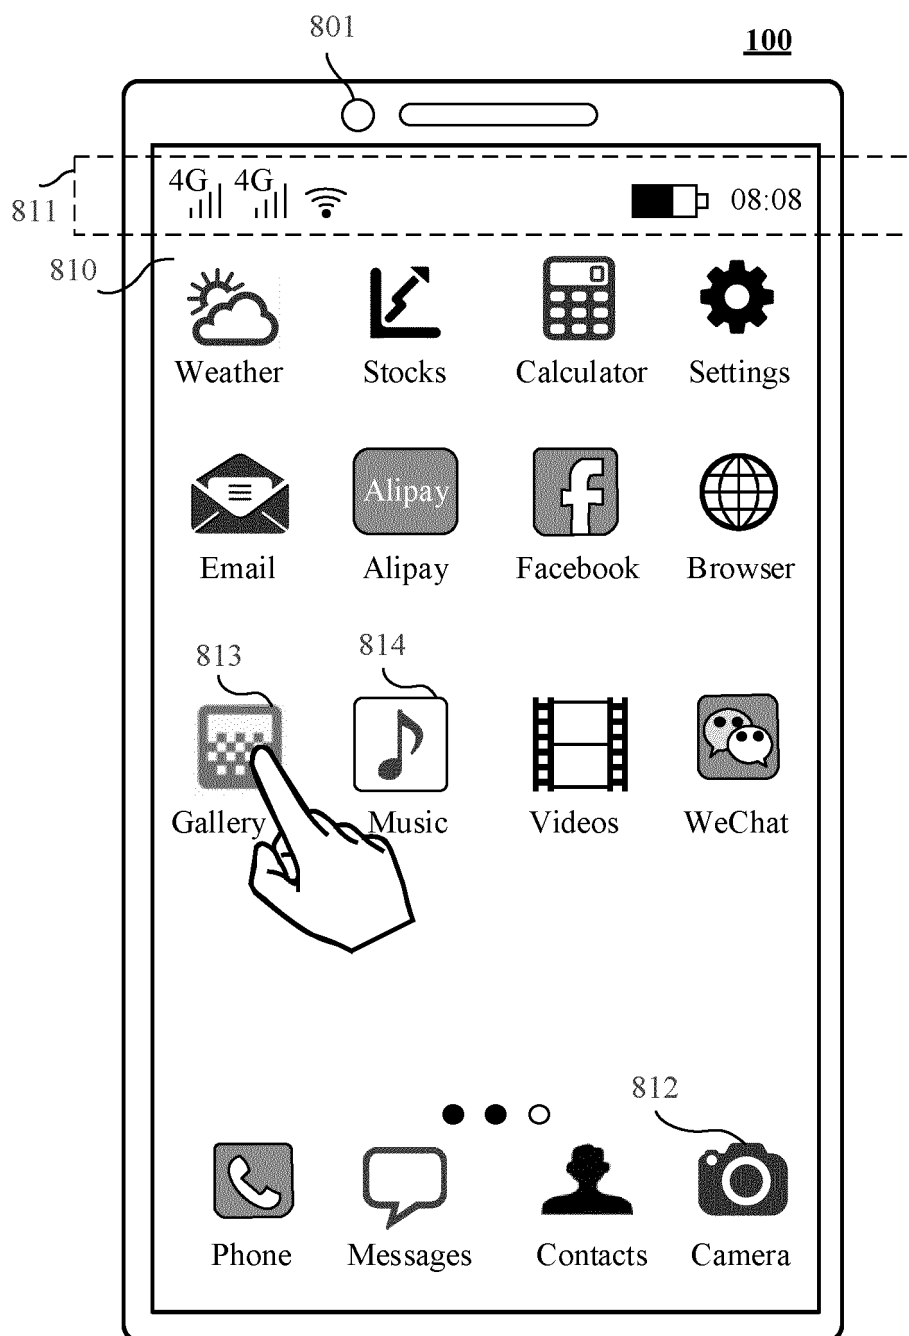 801
100
811
4G 4G 08:08
810
0
Weather Stocks Calculator Settings
Alipay
Email Alipay Facebook Browser
813 814
Gallery Music Videos WeChat
812
Phone Messages Contacts Camera